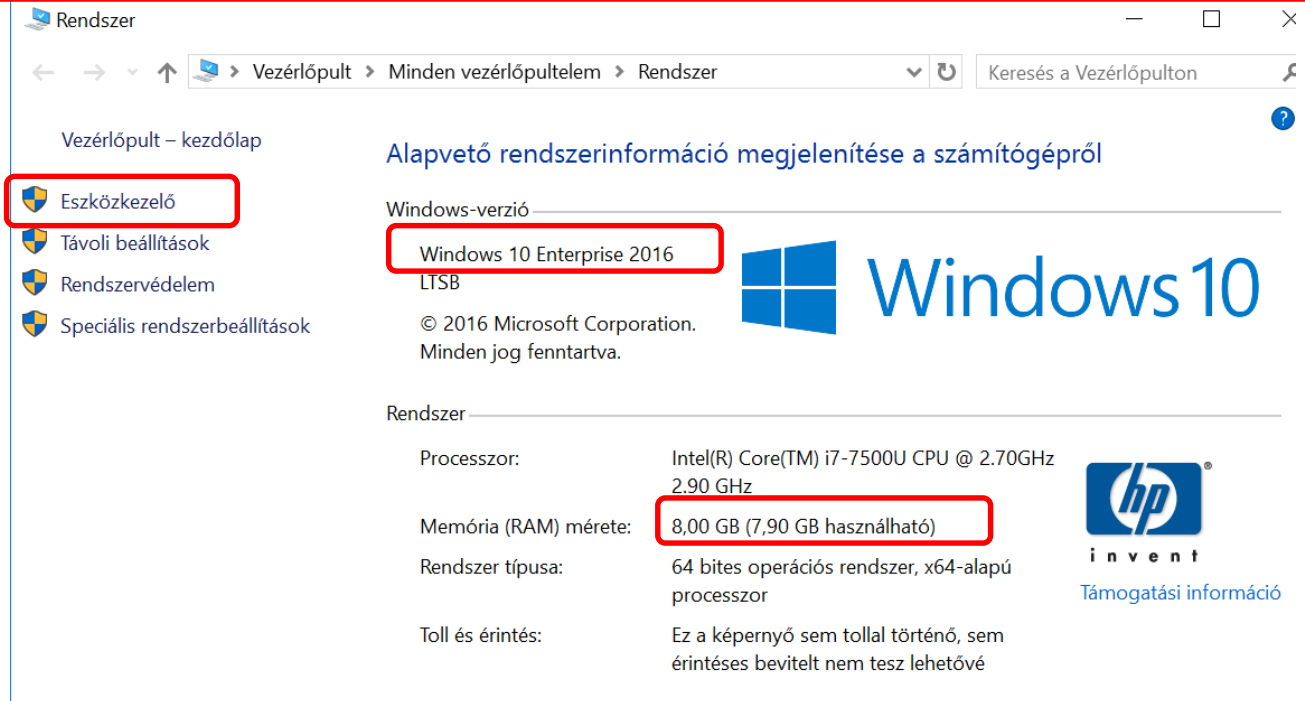 Rendszer
Vezérlőpult > Minden vezérlőpultelem > Rendszer
Keresés a Vezérlőpulton
Vezérlőpult – kezdőlap
Eszközkezelő
Távoli beállítások
Rendszervédelem
Speciális rendszerbeállítások
?
Alapvető rendszerinformáció megjelenítése a számítógépről
Windows-verzió
Windows 10 Enterprise 2016
LTSB
© 2016 Microsoft Corporation.
Minden jog fenntartva.
Windows 10
Rendszer
Processzor: Intel(R) Core(TM) i7-7500U CPU @ 2.70GHz
2.90 GHz
Memória (RAM) mérete: 8,00 GB (7,90 GB használható)
Rendszer típusa: 64 bites operációs rendszer, x64-alapú
processzor
Toll és érintés: Ez a képernyő sem tollal történő, sem
érintéses bevitelt nem tesz lehetővé
hp®
invent
Támogatási információ